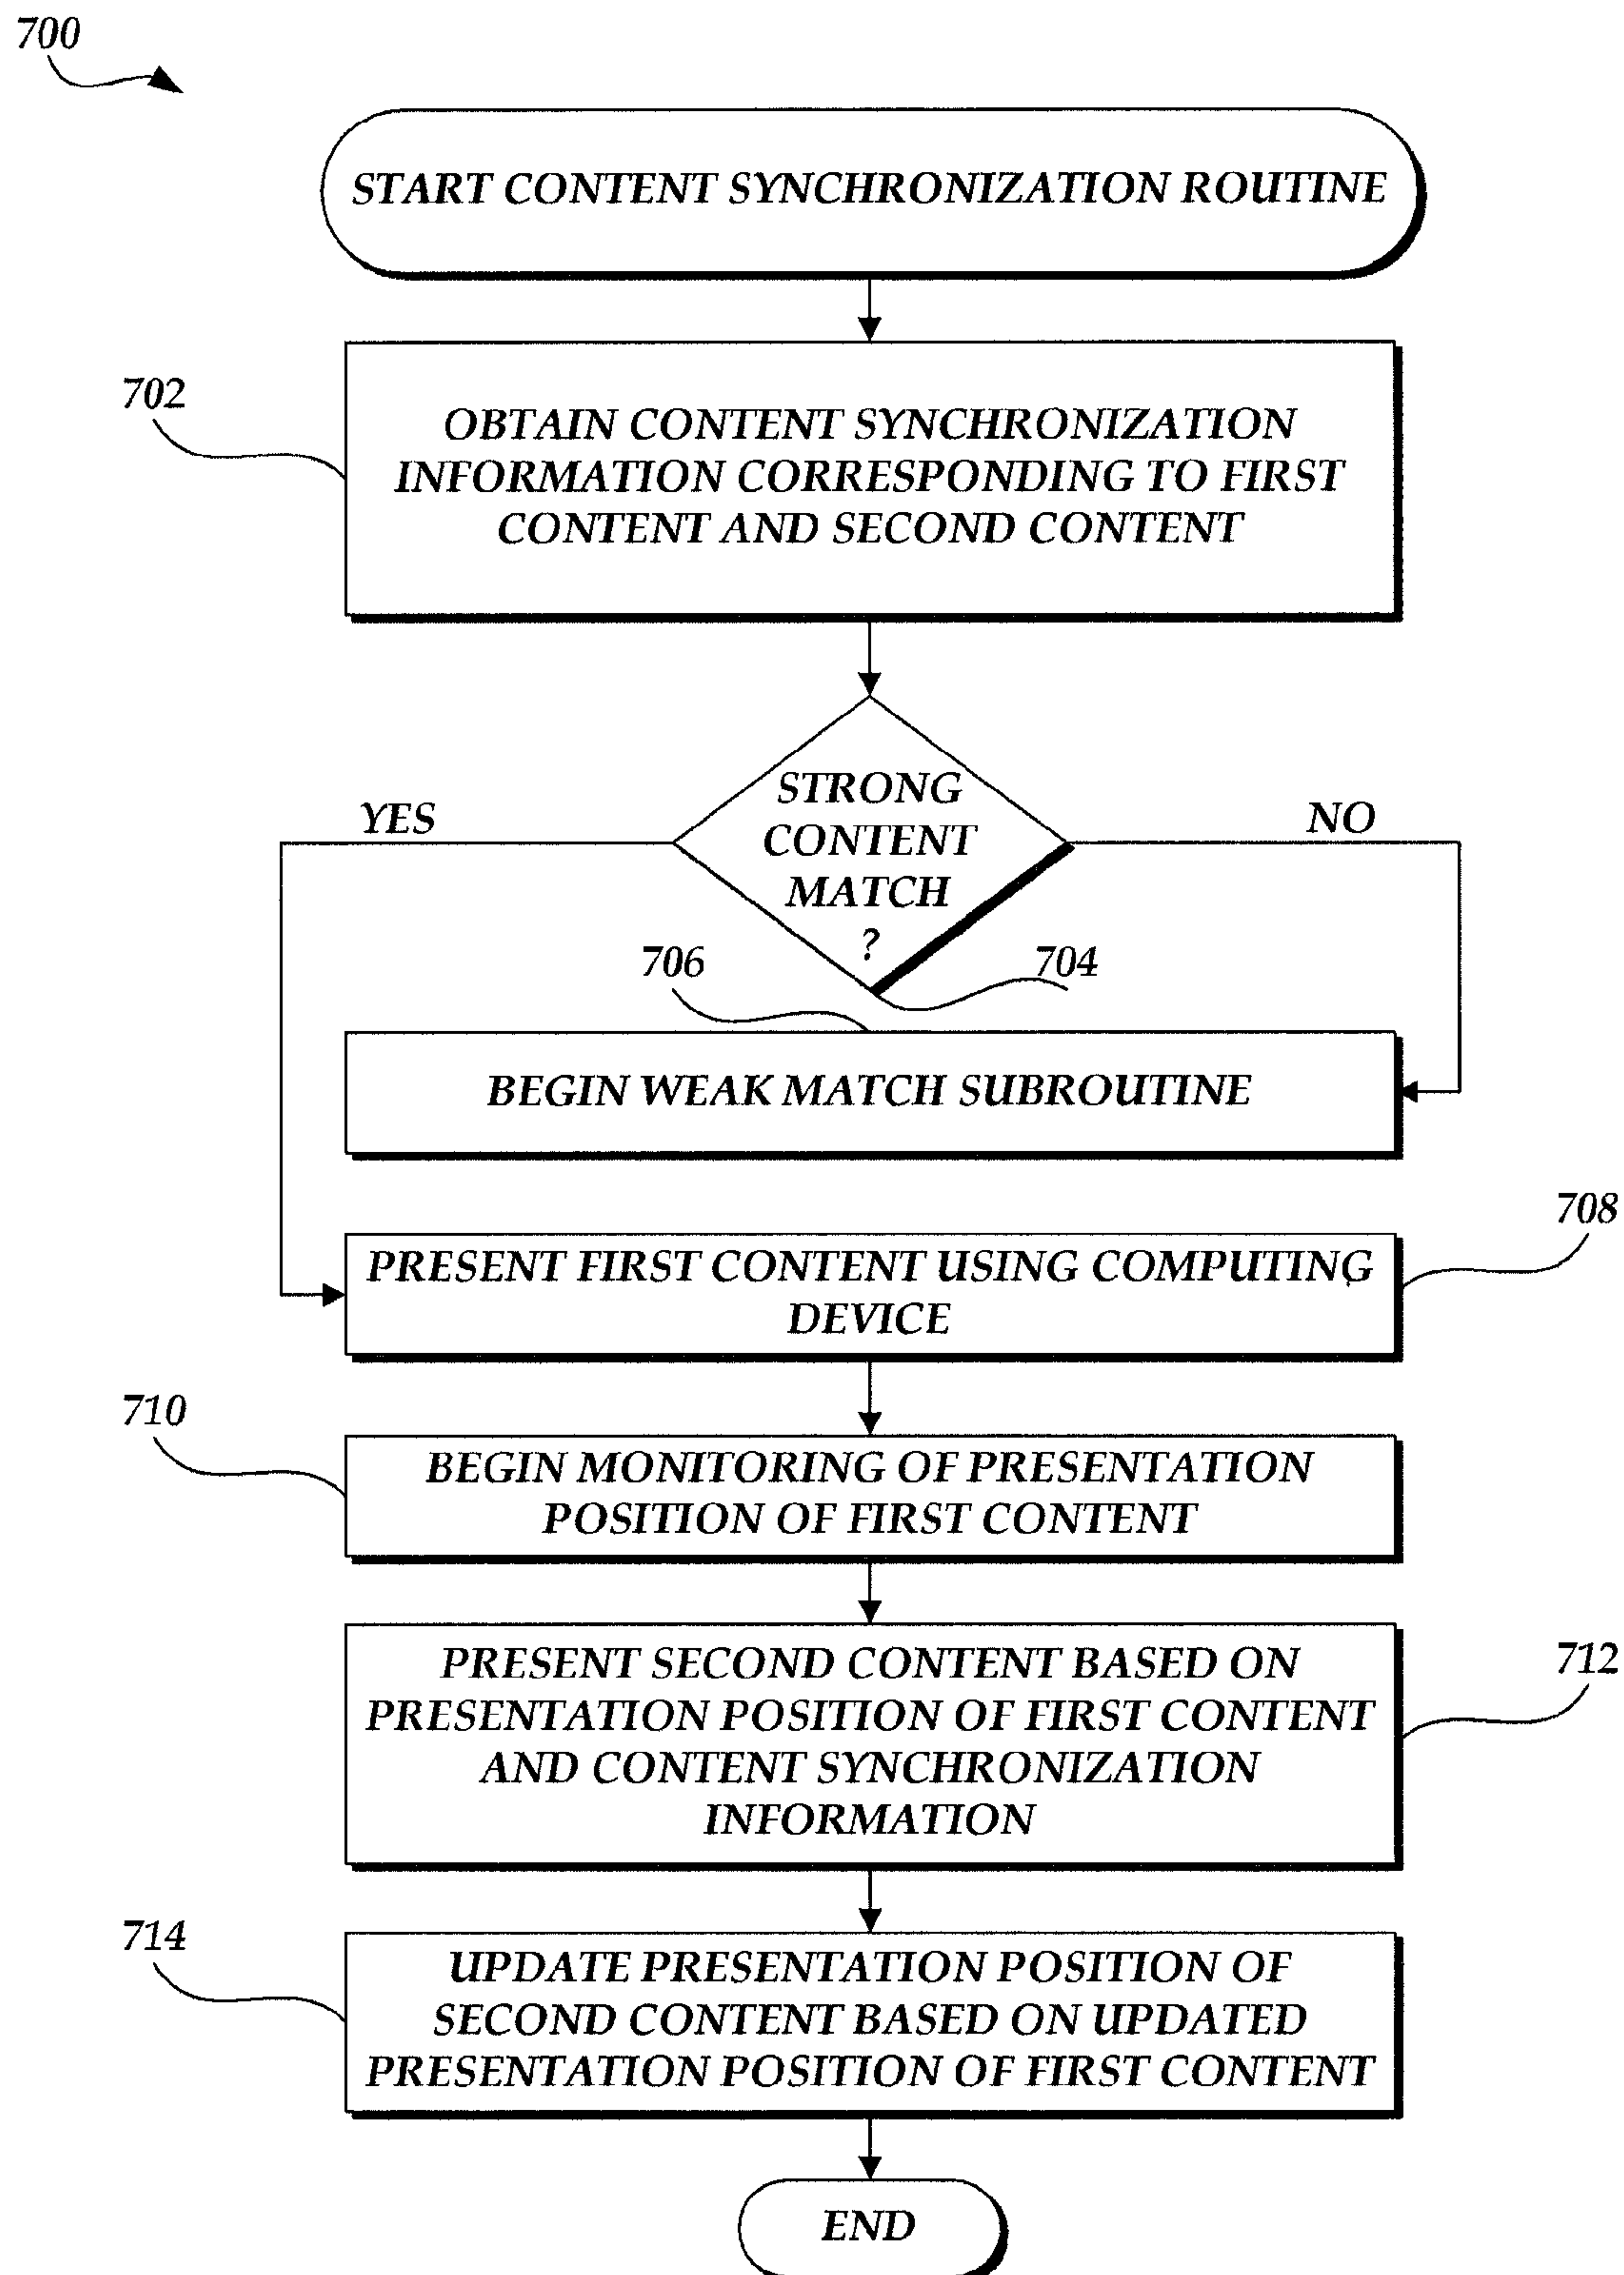 700
START CONTENT SYNCHRONIZATION ROUTINE
702
OBTAIN CONTENT SYNCHRONIZATION
INFORMATION CORRESPONDING TO FIRST
CONTENT AND SECOND CONTENT
STRONG
CONTENT
MATCH
?
YES
NO
706
704
BEGIN WEAK MATCH SUBROUTINE
708
PRESENT FIRST CONTENT USING COMPUTING
DEVICE
710
BEGIN MONITORING OF PRESENTATION
POSITION OF FIRST CONTENT
712
PRESENT SECOND CONTENT BASED ON
PRESENTATION POSITION OF FIRST CONTENT
AND CONTENT SYNCHRONIZATION
INFORMATION
714
UPDATE PRESENTATION POSITION OF
SECOND CONTENT BASED ON UPDATED
PRESENTATION POSITION OF FIRST CONTENT
END